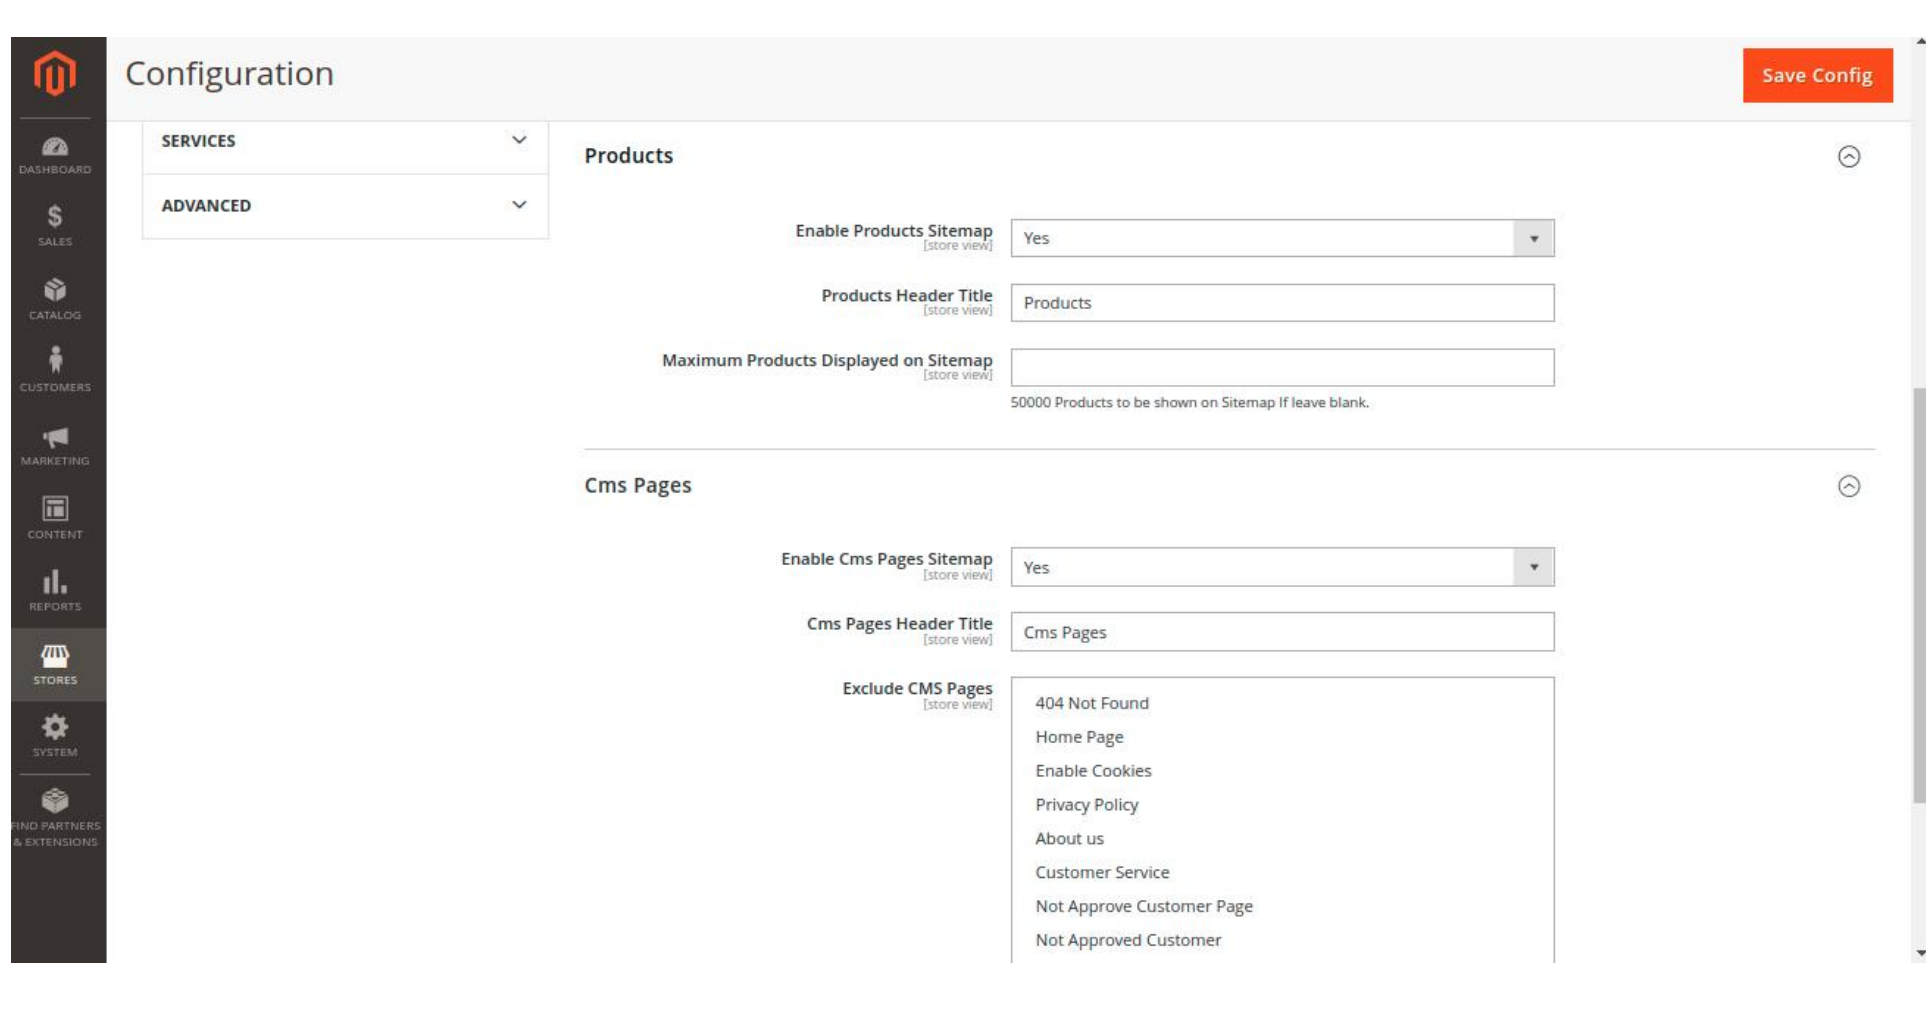 Configuration
Save Config
DASHBOARD
$
SALES
CATALOG
CUSTOMERS
MARKETING
CONTENT
REPORTS
STORES
SYSTEM
FIND PARTNERS
& EXTENSIONS
SERVICES
ADVANCED
Products
Enable Products Sitemap
[store view]
Yes
Products Header Title
[store view]
Products
Maximum Products Displayed on Sitemap
[store view]
50000 Products to be shown on Sitemap If leave blank.
Cms Pages
Enable Cms Pages Sitemap
[store view]
Yes
Cms Pages Header Title
[store view]
Cms Pages
Exclude CMS Pages
[store view]
404 Not Found
Home Page
Enable Cookies
Privacy Policy
About us
Customer Service
Not Approve Customer Page
Not Approved Customer